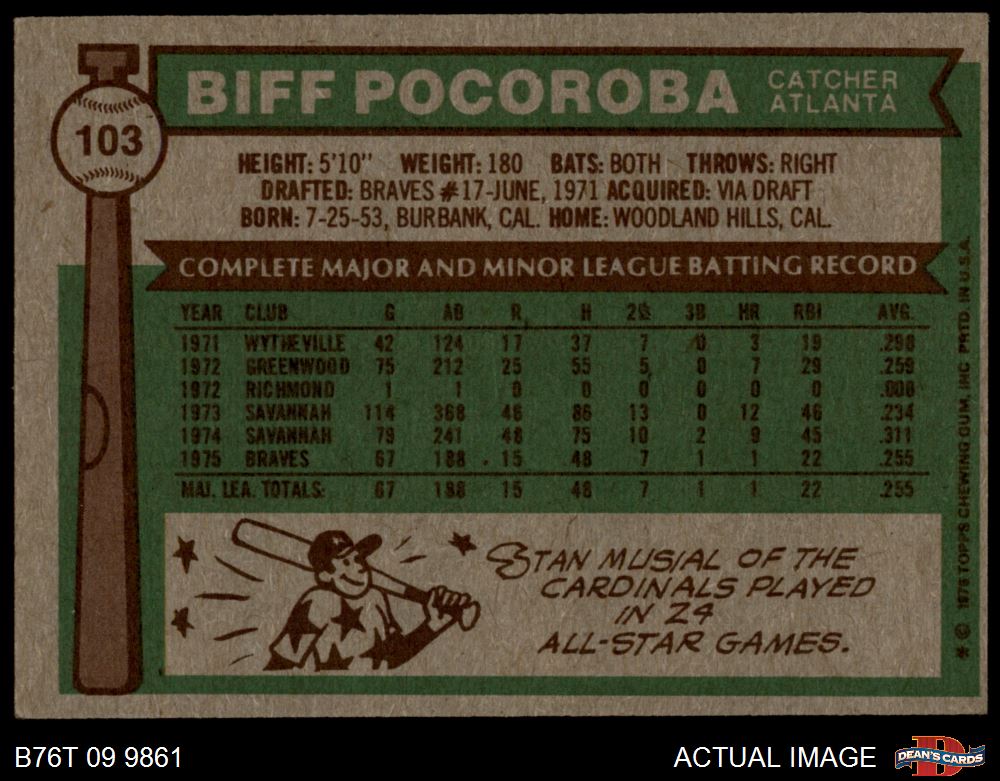 103
BIFF POCOROBA CATCHER
ATLANTA
HEIGHT: 5'10" WEIGHT: 180 BATS: BOTH THROWS: RIGHT
DRAFTED: BRAVES #17-JUNE, 1971 ACQUIRED: VIA DRAFT
BORN: 7-25-53, BURBANK, CAL. HOME: WOODLAND HILLS, CAL.
COMPLETE MAJOR AND MINOR LEAGUE BATTING RECORD
YEAR CLUB G AB R H 2B 3B HR RBI AVG.
1971 WYTHEVILLE 42 124 17 37 7 0 3 19 .298
1972 GREENWOOD 75 212 25 55 5 0 7 29 .259
1972 RICHMOND 1 1 0 0 0 0 0 0 .000
1973 SAVANNAH 114 368 46 86 13 0 12 46 .234
1974 SAVANNAH 79 241 48 75 10 2 9 45 .311
1975 BRAVES 67 188 15 48 7 1 1 22 .255
MAJ. LEA. TOTALS: 67 188 15 48 7 1 1 22 .255
STAN MUSIAL OF THE
CARDINALS PLAYED
IN 24
ALL-STAR GAMES.
* © 1976 TOPPS CHEWING GUM, INC. PRTD. IN U.S.A.
B76T 09 9861 ACTUAL IMAGE D DEAN'S CARDS